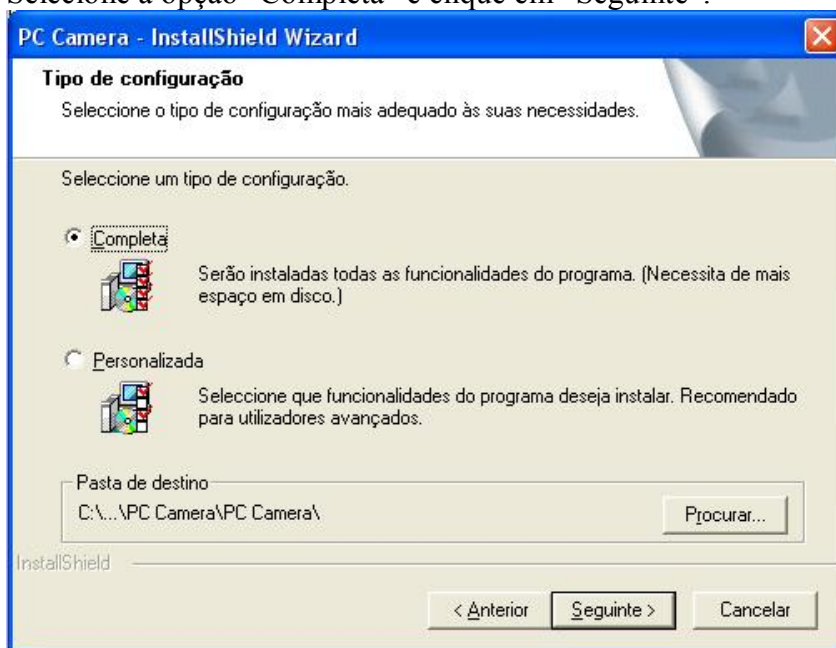 Seleccione a opção "Completa" e clique em "Seguinte".
PC Camera - InstallShield Wizard
Tipo de configuração
Seleccione o tipo de configuração mais adequado às suas necessidades.
Seleccione um tipo de configuração.
Completa
Serão instaladas todas as funcionalidades do programa. (Necessita de mais
espaço em disco.)
Personalizada
Seleccione que funcionalidades do programa deseja instalar. Recomendado
para utilizadores avançados.
Pasta de destino
C:\...\PC Camera\PC Camera\
Procurar...
InstallShield
< Anterior
Seguinte >
Cancelar